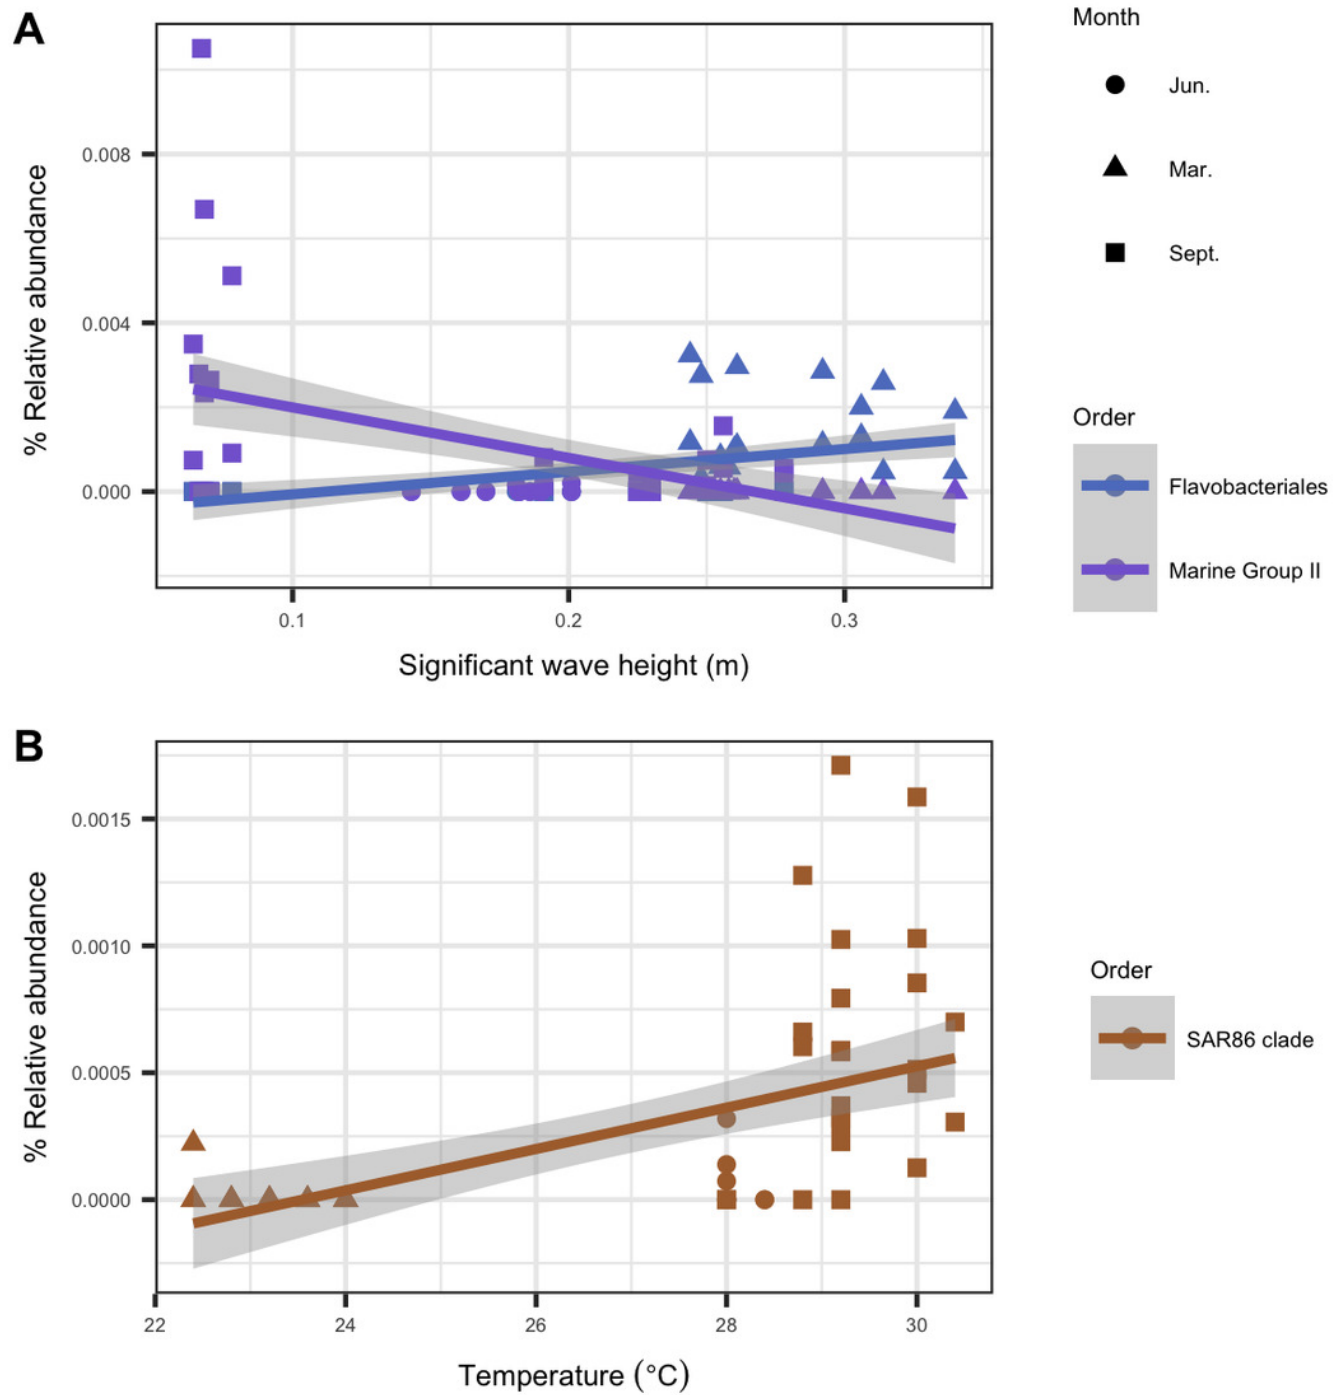 A
% Relative abundance
0.008
0.004
0.000
0.1
0.2
0.3
Significant wave height (m)
Month
Jun.
Mar.
Sept.
Order
Flavobacteriales
Marine Group II
B
% Relative abundance
0.0015
0.0010
0.0005
0.0000
22
24
26
28
30
Temperature (°C)
Order
SAR86 clade